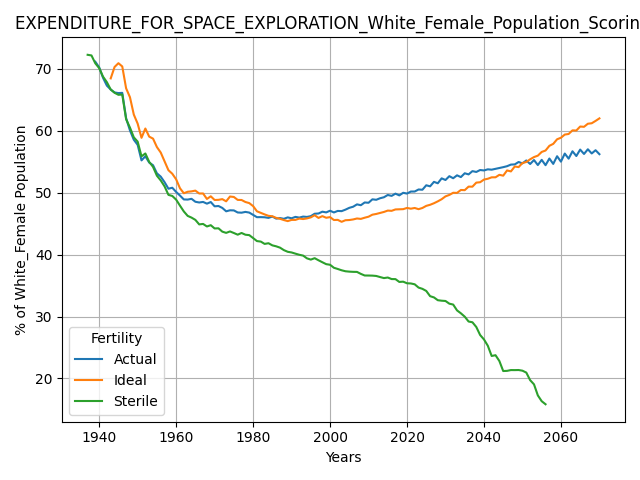 EXPENDITURE_FOR_SPACE_EXPLORATION_White_Female_Population_Scorin
% of White_Female Population
70
60
50
40
30
20
Fertility
Actual
Ideal
Sterile
1940 1960 1980 2000 2020 2040 2060
Years